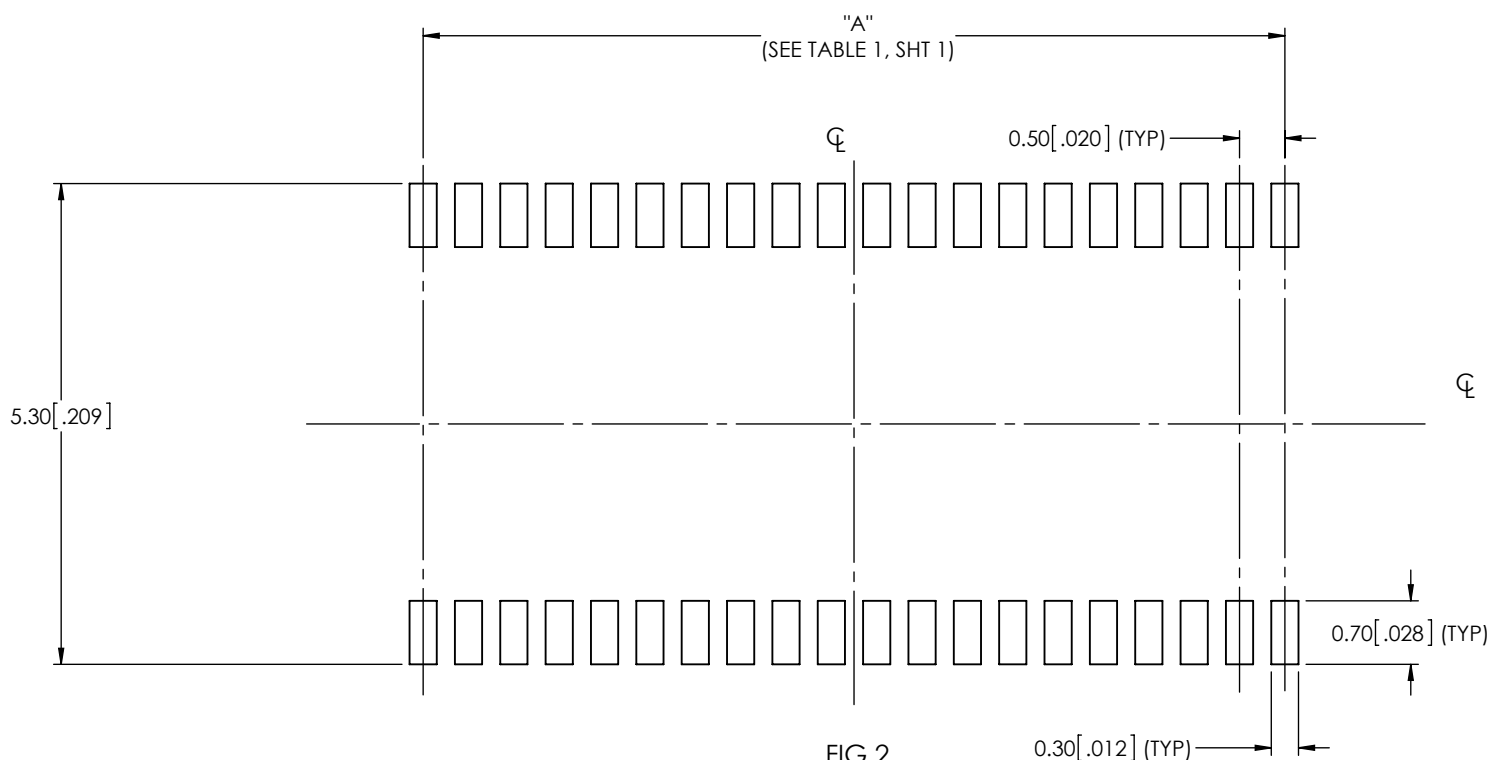 "A"
(SEE TABLE 1, SHT 1)
℄
0.50[.020] (TYP)
℄
5.30[.209]
0.70[.028] (TYP)
FIG 2
0.30[.012] (TYP)